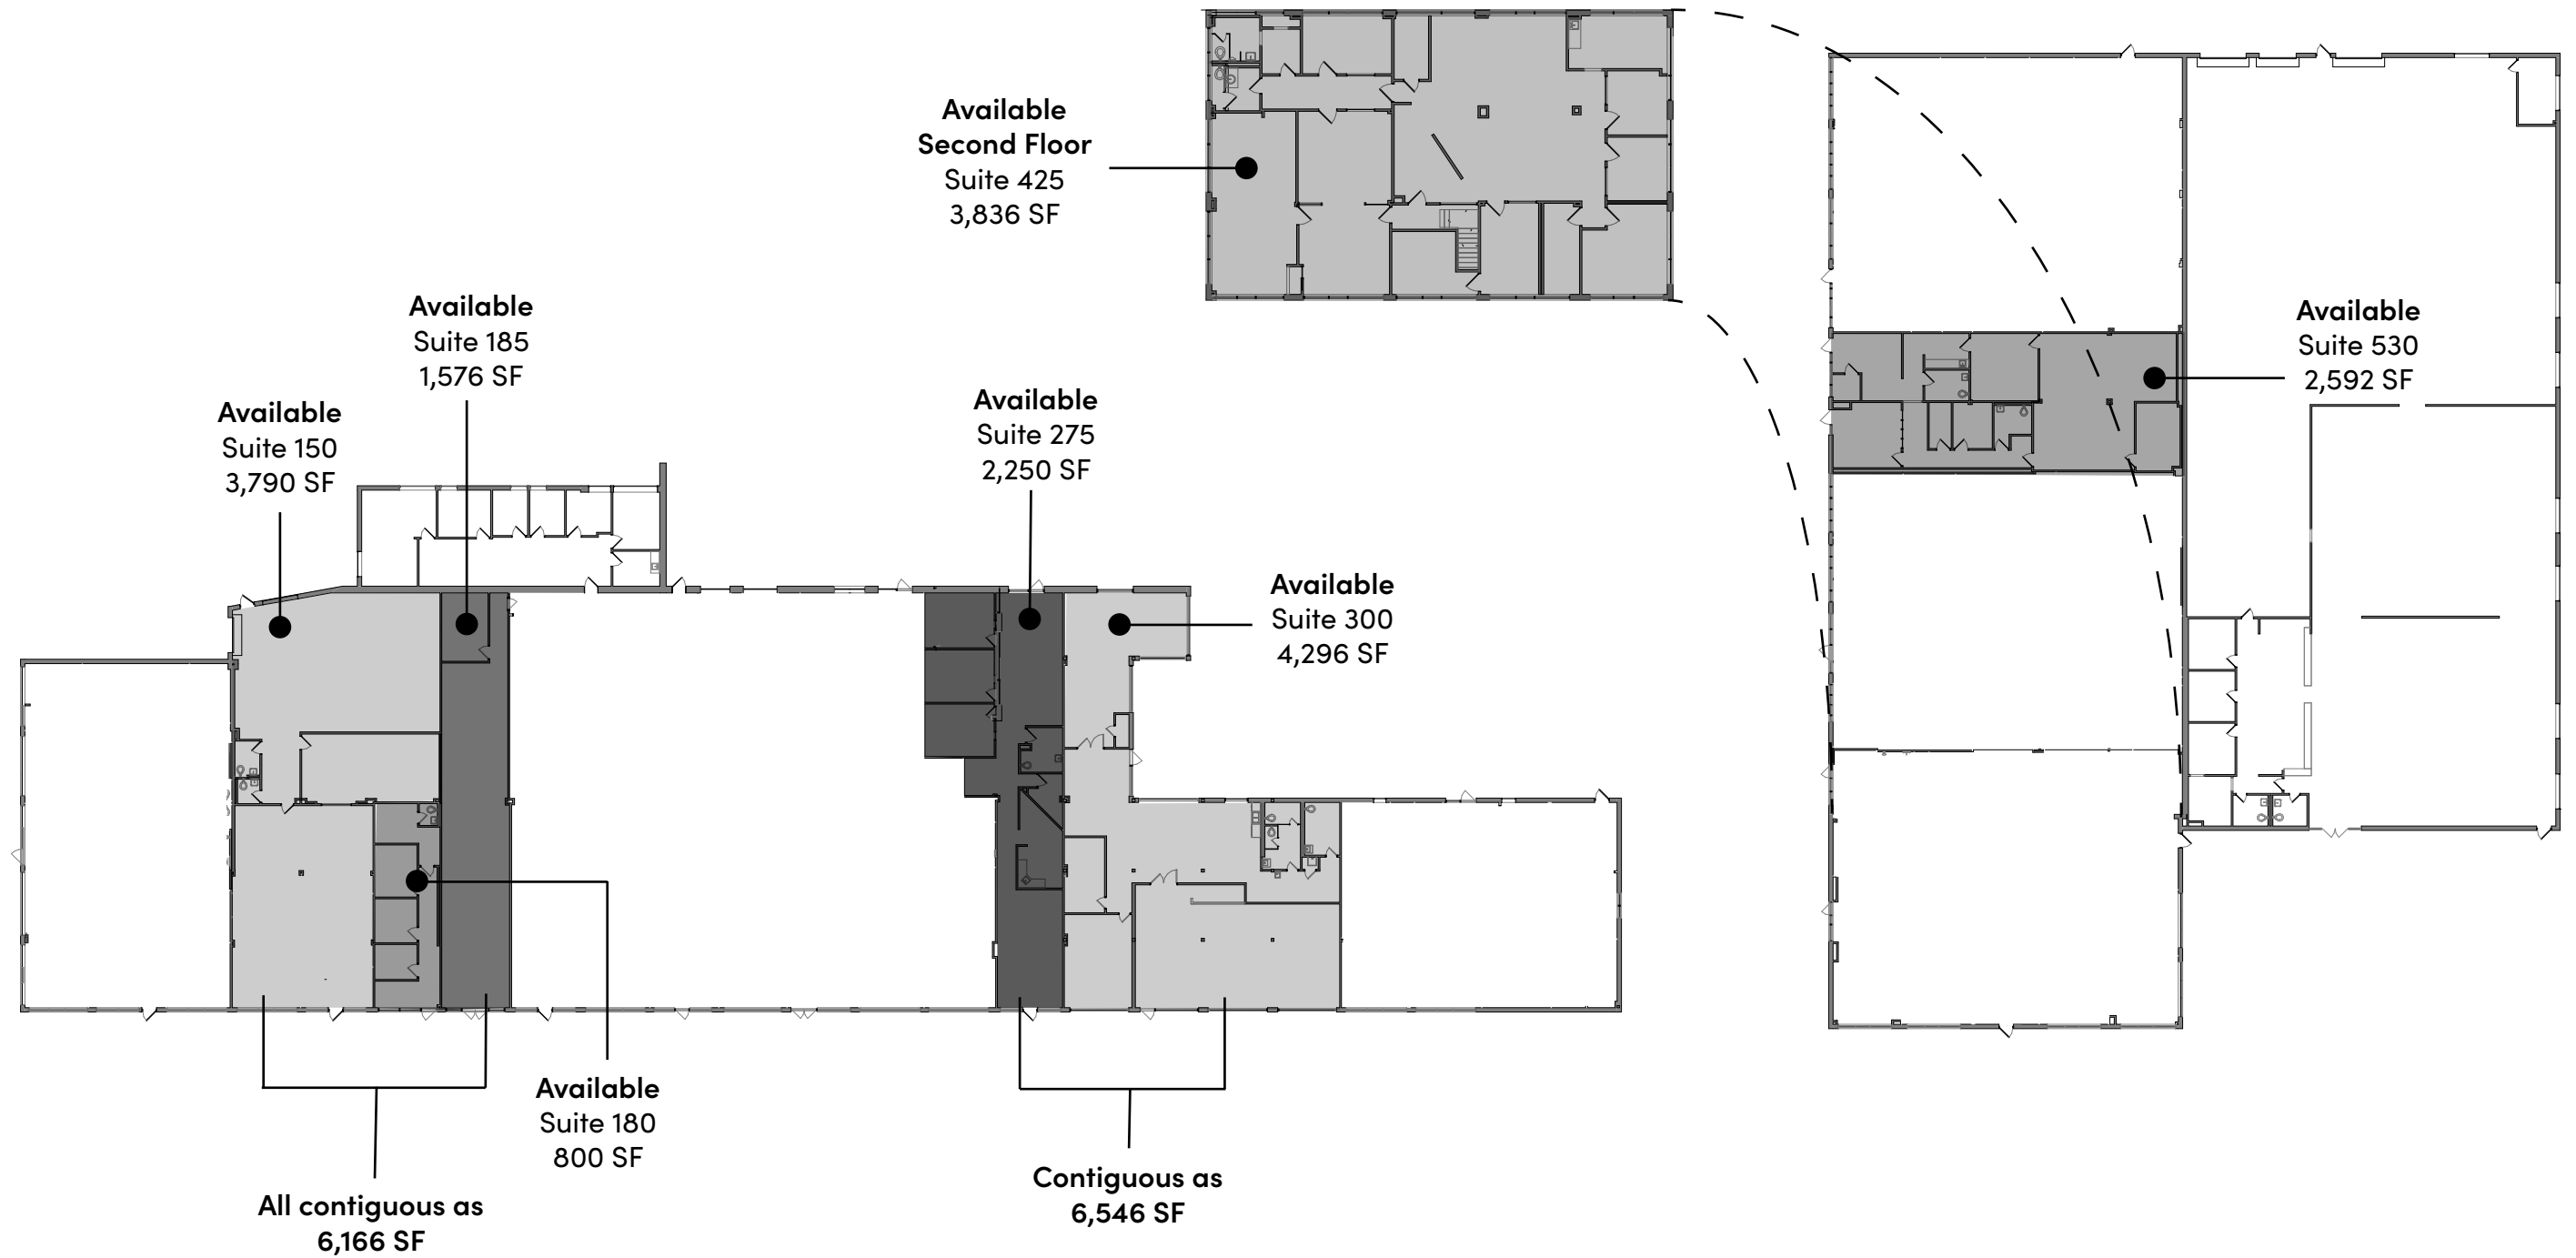 Available
Second Floor
Suite 425
3,836 SF
Available
Suite 185
1,576 SF
Available
Suite 150
3,790 SF
Available
Suite 275
2,250 SF
Available
Suite 530
2,592 SF
Available
Suite 300
4,296 SF
Available
Suite 180
800 SF
All contiguous as
6,166 SF
Contiguous as
6,546 SF